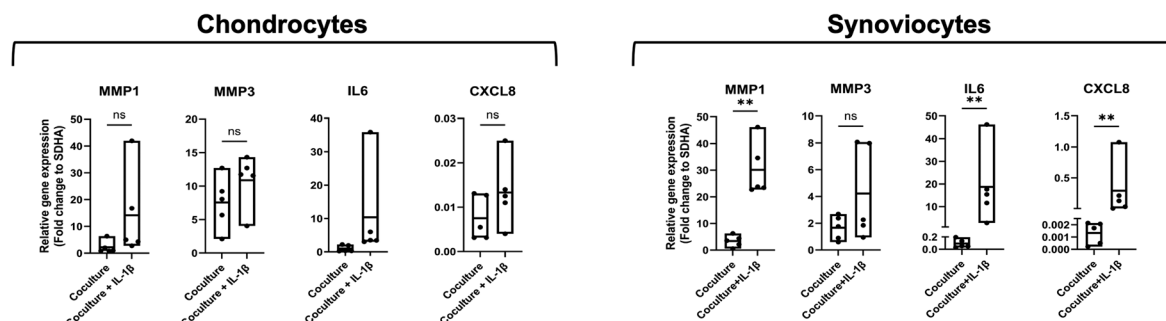 Chondrocytes
Synoviocytes
MMP1
MMP3
IL6
CXCL8
MMP1
MMP3
IL6
CXCL8
ns
ns
ns
**
ns
**
**
Relative gene expression
(Fold change to SDHA)
50
40
30
20
10
0
20
15
10
5
0
40
30
20
10
0
0.03
0.02
0.01
0.00
Relative gene expression
(Fold change to SDHA)
50
40
30
20
10
0
10
8
6
4
2
0
50
40
30
20
10
0.2
0.0
1.5
1.0
0.5
0.002
0.001
0.000
Coculture
Coculture + IL-1β
Coculture
Coculture + IL-1β
Coculture
Coculture + IL-1β
Coculture
Coculture + IL-1β
Coculture
Coculture+IL-1β
Coculture
Coculture+IL-1β
Coculture
Coculture+IL-1β
Coculture
Coculture+IL-1β